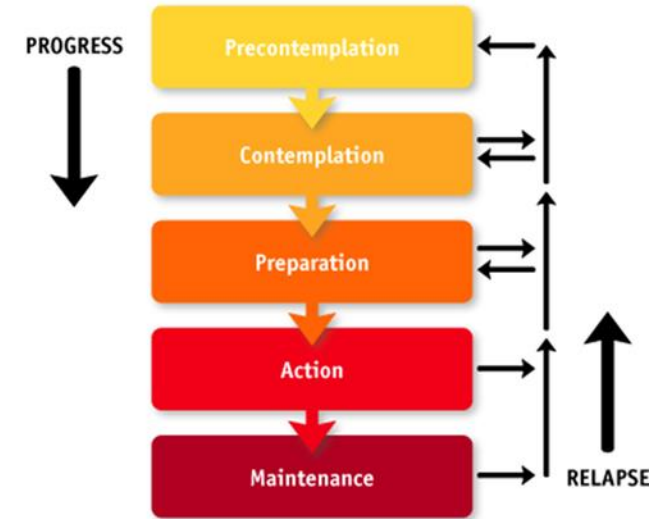 PROGRESS
Precontemplation
Contemplation
Preparation
Action
Maintenance
RELAPSE